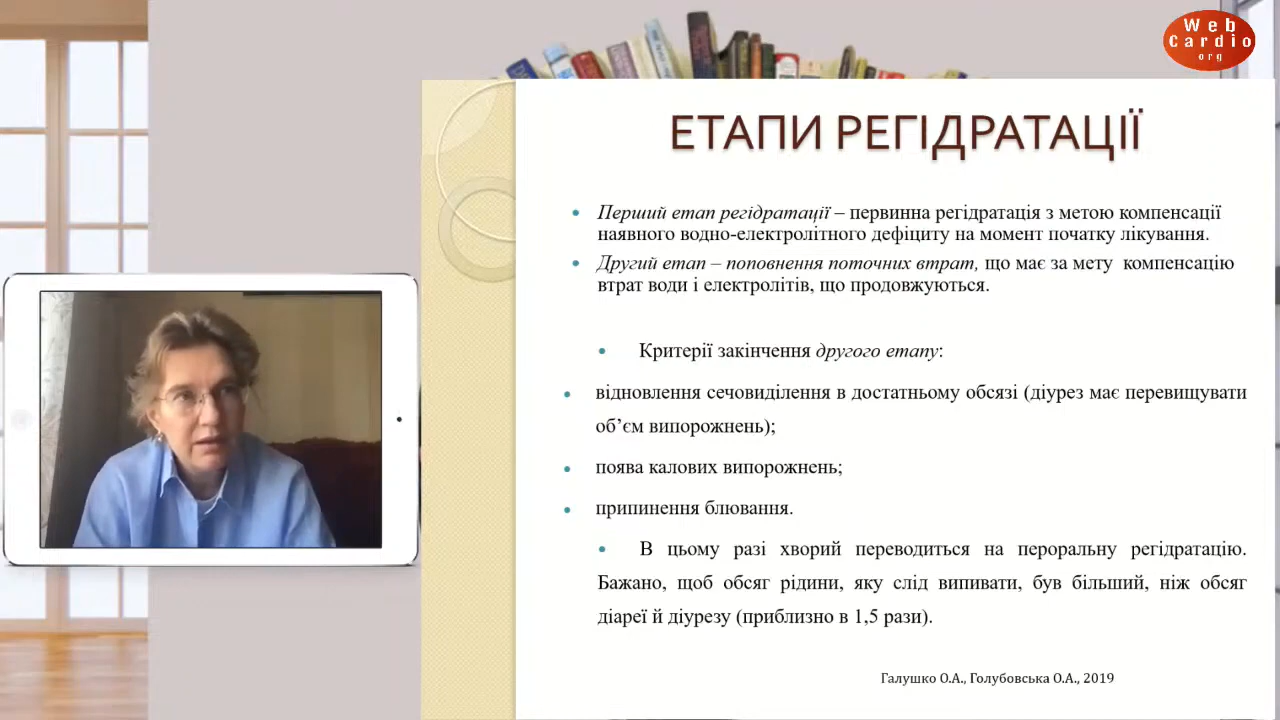 Web
Cardio
org
ЕТАПИ РЕГІДРАТАЦІЇ
• Перший етап регідратації – первинна регідратація з метою компенсації
наявного водно-електролітного дефіциту на момент початку лікування.
• Другий етап – поповнення поточних втрат, що має за мету компенсацію
втрат води і електролітів, що продовжуються.
• Критерії закінчення другого етапу:
• відновлення сечовиділення в достатньому обсязі (діурез має перевищувати
об’єм випорожнень);
• поява калових випорожнень;
• припинення блювання.
• В цьому разі хворий переводиться на пероральну регідратацію.
Бажано, щоб обсяг рідини, яку слід випивати, був більший, ніж обсяг
діареї й діурезу (приблизно в 1,5 рази).
Галушко О.А., Голубовська О.А., 2019